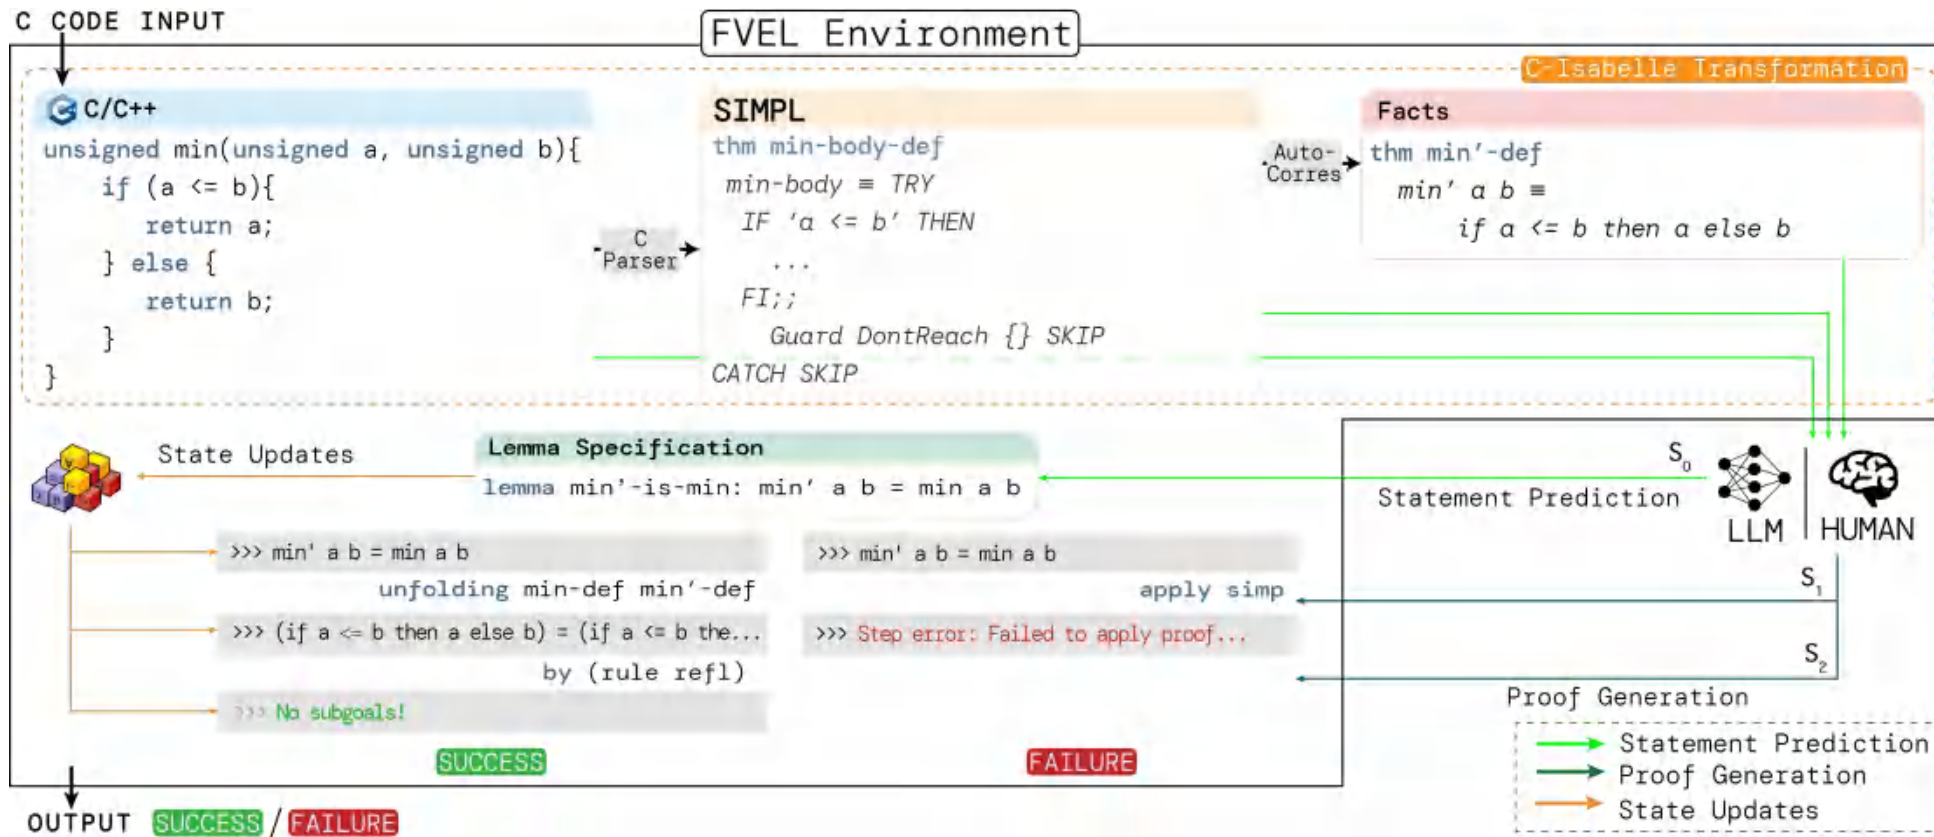 C CODE INPUT
FVEL Environment
C-Isabelle Transformation
C/C++
unsigned min(unsigned a, unsigned b){
if (a <= b){
return a;
} else {
return b;
}
}
C
Parser
SIMPL
thm min-body-def
min-body ≡ TRY
IF ‘a <= b’ THEN
...
FI;;
Guard DontReach {} SKIP
CATCH SKIP
Auto-
Corres
Facts
thm min’-def
min’ a b ≡
if a <= b then a else b
State Updates
Lemma Specification
lemma min’-is-min: min’ a b = min a b
S0
Statement Prediction
LLM
HUMAN
>>> min' a b = min a b
unfolding min-def min’-def
>>> (if a <= b then a else b) = (if a <= b the...
by (rule refl)
>>> No subgoals!
SUCCESS
>>> min' a b = min a b
apply simp
>>> Step error: Failed to apply proof...
FAILURE
S1
S2
Proof Generation
Statement Prediction
Proof Generation
State Updates
OUTPUT SUCCESS / FAILURE